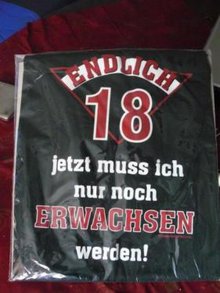 ENDLICH
18
jetzt muss ich
nur noch
ERWACHSEN
werden!